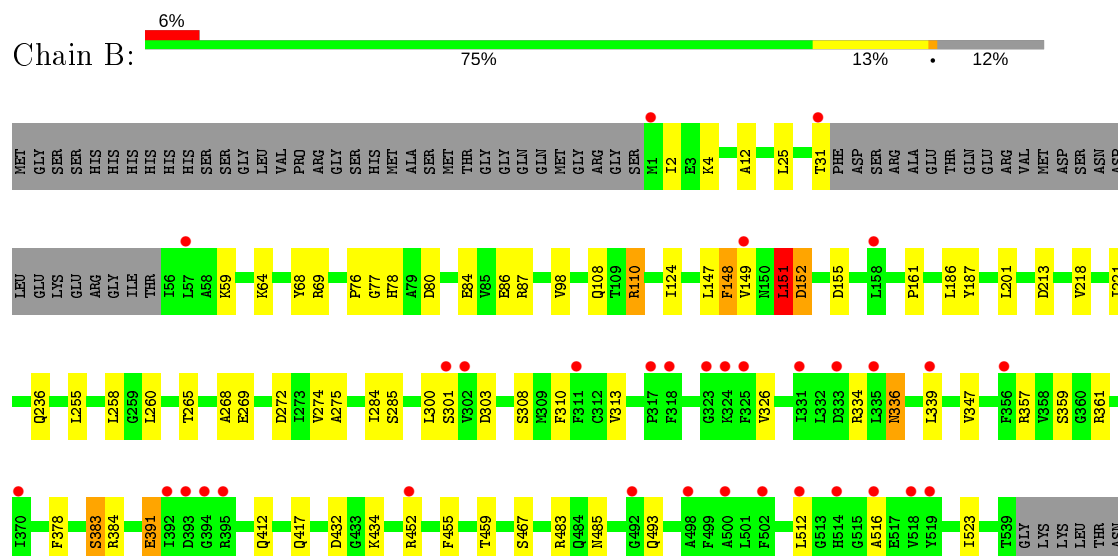 6%
Chain B:
75% 13% • 12%
MET GLY SER SER HIS HIS HIS HIS HIS HIS SER SER GLY LEU VAL PRO ARG GLY SER HIS MET ALA SER MET THR GLY GLY GLN GLN MET GLY ARG GLY SER M1 I2 E3 K4 A12 L25 T31 PHE ASP SER ARG ALA GLU THR GLN GLU ARG VAL MET ASP SER ASN ASP
LEU GLU LYS GLU ARG GLY ILE THR I56 L57 A58 K59 K64 Y68 R69 P76 G77 H78 A79 D80 E84 V85 E86 R87 V98 Q108 T109 R110 I124 L147 F148 V149 N150 L151 D152 D155 L158 P161 L186 Y187 L201 D213 V218 I221
Q236 L255 L258 G259 L260 T265 A268 E269 D272 I273 V274 A275 I284 S285 L300 S301 V302 D303 S308 M309 F310 F311 C312 V313 P317 F318 G323 K324 F325 V326 I331 L332 D333 R334 L335 N336 L339 V347 F356 R357 V358 S359 G360 R361
I370 F378 S383 R384 E391 I392 D393 G394 R395 Q412 Q417 D432 G433 K434 R452 F455 T459 S467 R483 Q484 N485 G492 Q493 A498 F499 A500 L501 F502 L512 G513 H514 G515 A516 E517 V518 Y519 I523 T539 GLY LYS LYS LEU THR ASN